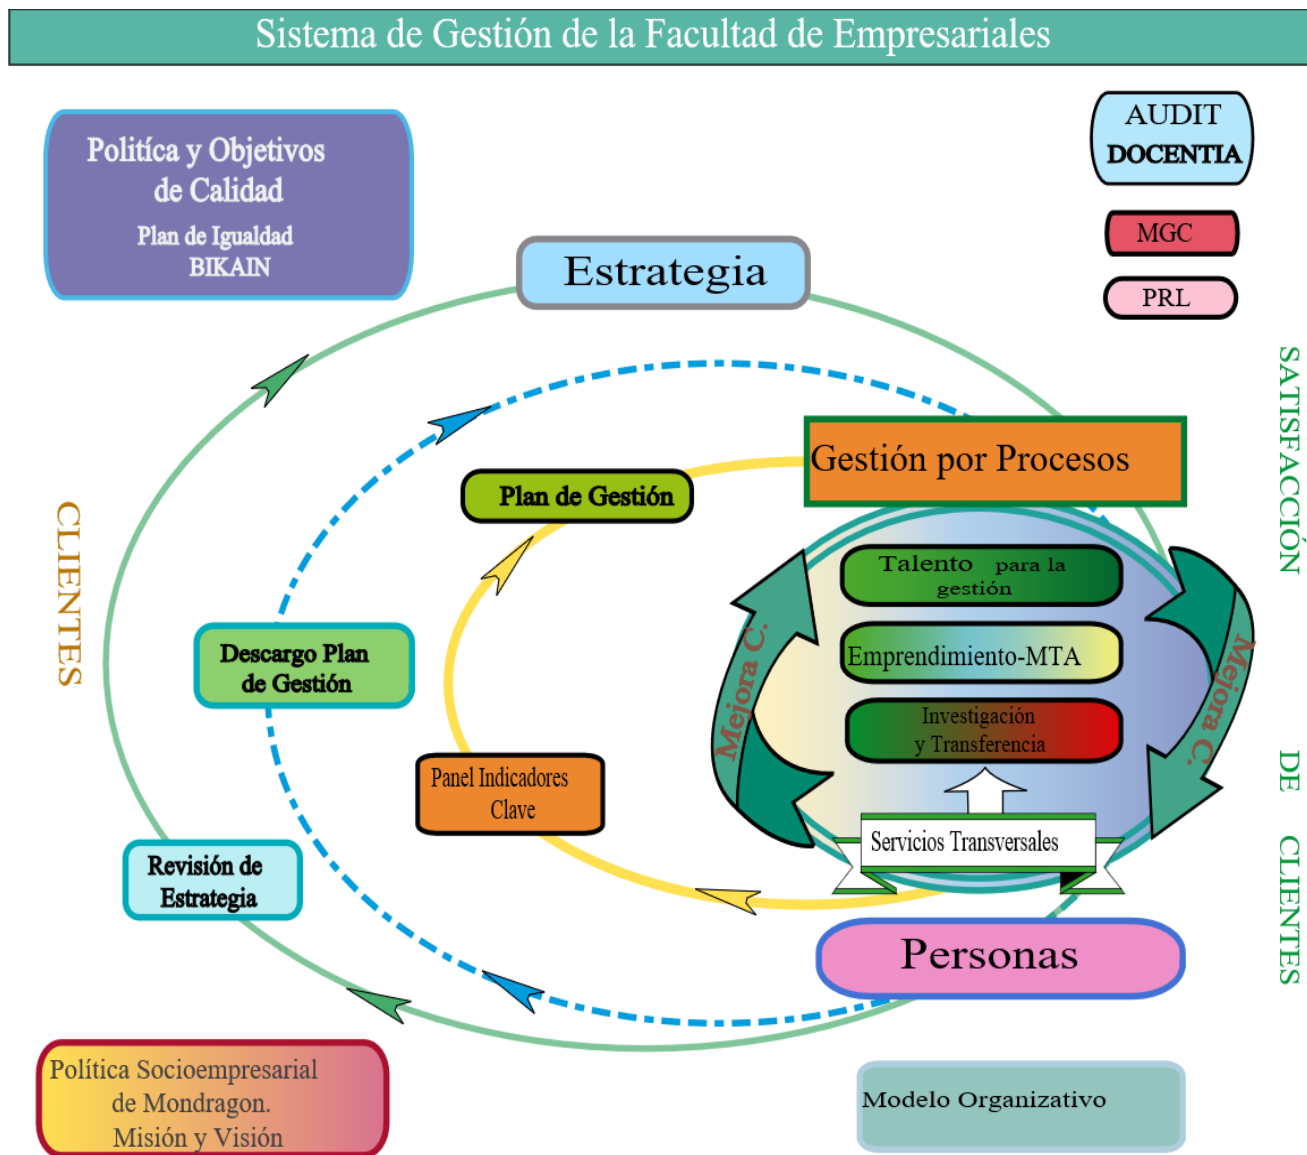 Sistema de Gestión de la Facultad de Empresariales
Politíca y Objetivos
de Calidad
Plan de Igualdad
BIKAIN
AUDIT
DOCENTIA
MGC
PRL
Estrategia
Gestión por Procesos
Plan de Gestión
Talento para la
gestión
Emprendimiento-MTA
Investigación
y Transferencia
Mejora C.
Mejora C.
Servicios Transversales
CLIENTES
Descargo Plan
de Gestión
Panel Indicadores
Clave
Revisión de
Estrategia
Personas
SATISFACCIÓN
DE
CLIENTES
Política Socioempresarial
de Mondragon.
Misión y Visión
Modelo Organizativo